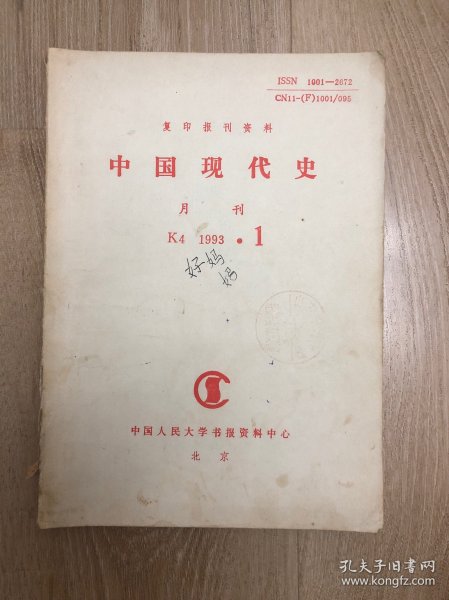 ISSN 1001—2672
CN11-(F)1001/095
复印报刊资料
中国现代史
月刊
K4 1993·1
好妈
妈
中国人民大学书报资料中心
北京
孔夫子旧书网
www.kongfz.com